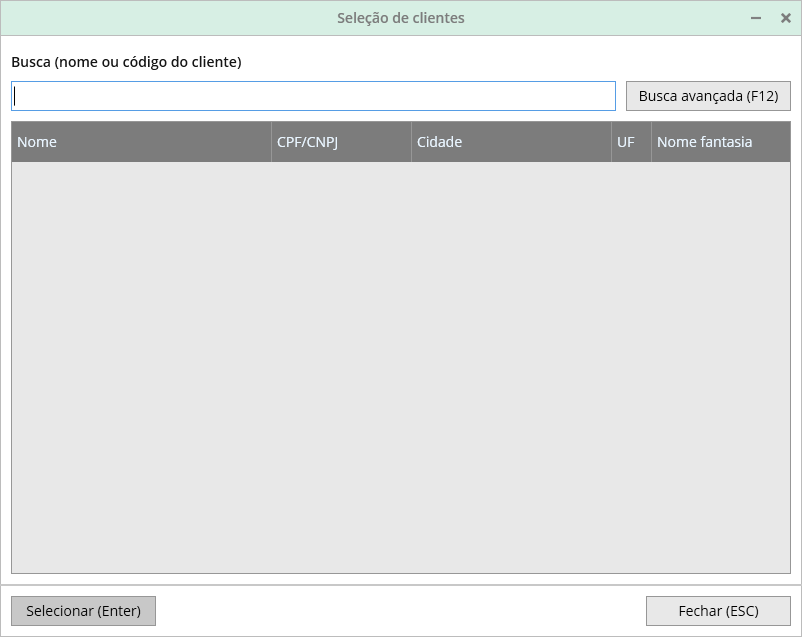 Seleção de clientes
Busca (nome ou código do cliente)
Busca avançada (F12)
Nome CPF/CNPJ Cidade UF Nome fantasia
Selecionar (Enter) Fechar (ESC)